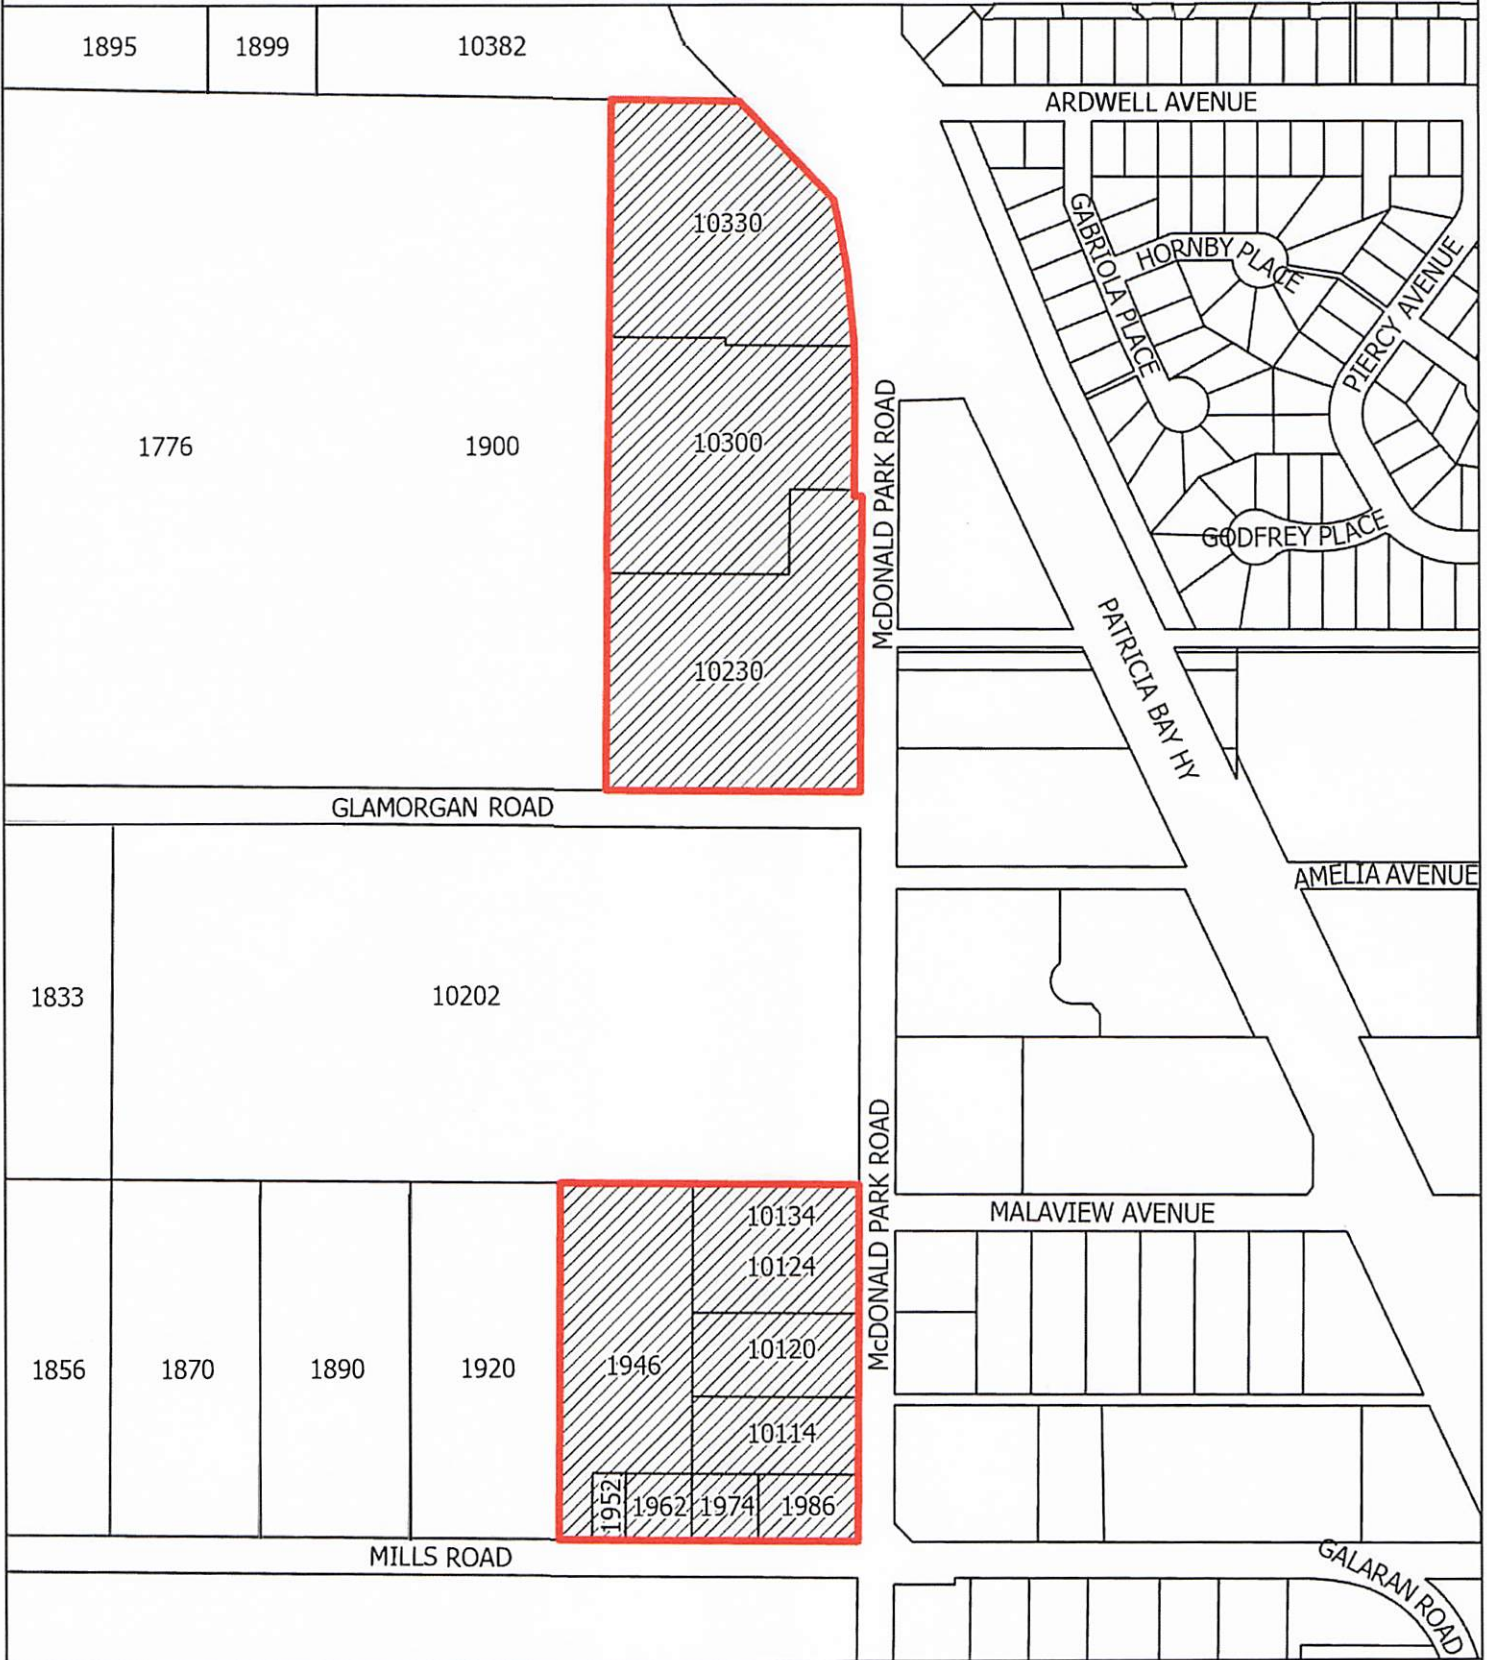 1895
1899
10382
ARDWELL AVENUE
10330
GABRIOLA PLACE
HORNBY PLACE
PIERCY AVENUE
1776
1900
10300
McDONALD PARK ROAD
GODFREY PLACE
10230
PATRICIA BAY HY
GLAMORGAN ROAD
AMELIA AVENUE
1833
10202
McDONALD PARK ROAD
MALAVIEW AVENUE
10134
10124
10120
1856
1870
1890
1920
1946
10114
1952
1962
1974
1986
MILLS ROAD
GALARAN ROAD